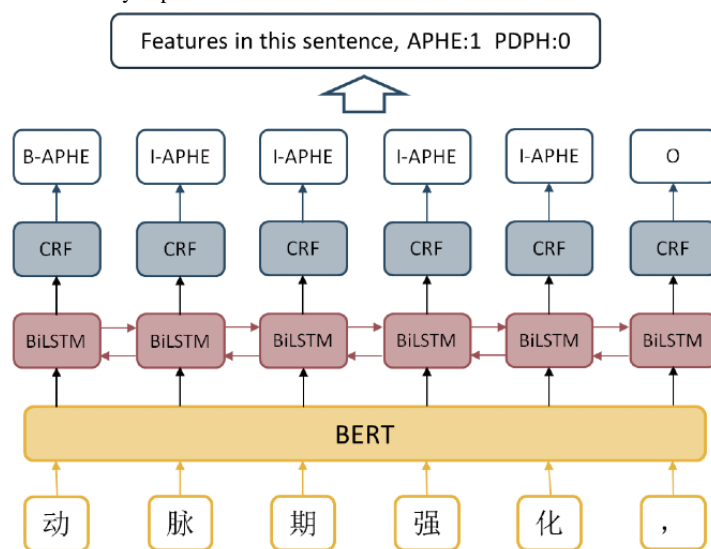 Features in this sentence, APHE:1 PDPH:0
B-APHE I-APHE I-APHE I-APHE I-APHE O
CRF CRF CRF CRF CRF CRF
BiLSTM BiLSTM BiLSTM BiLSTM BiLSTM BiLSTM
BERT
动 脉 期 强 化 ，